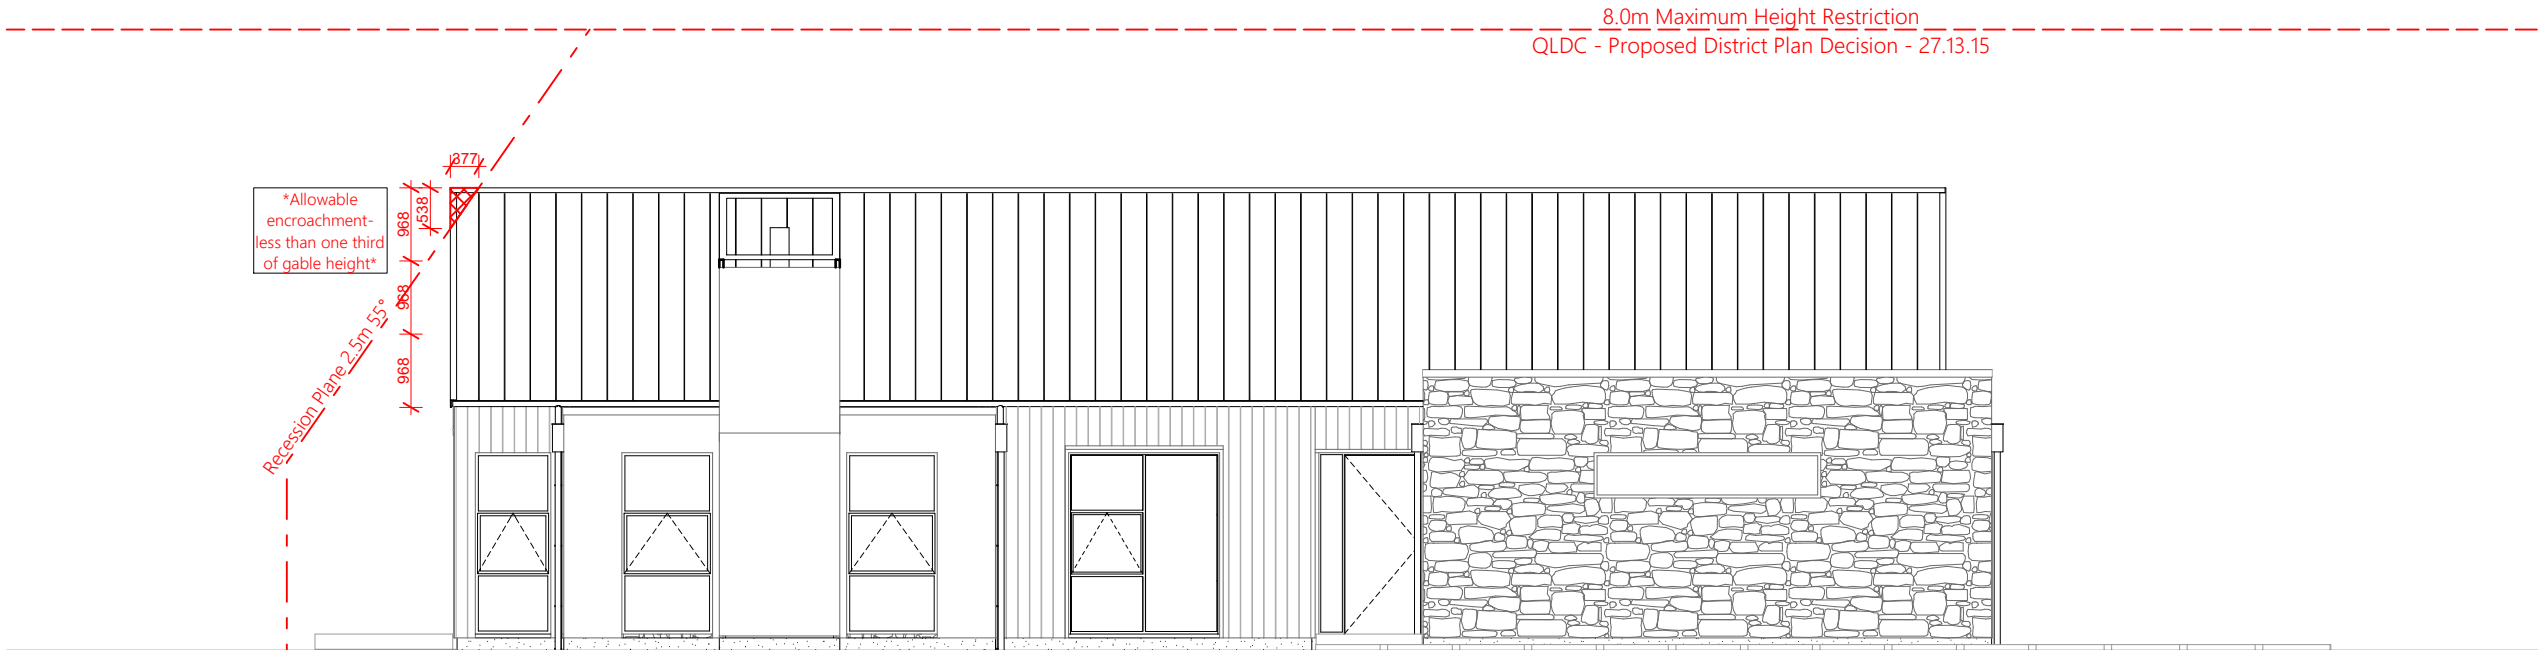 8.0m Maximum Height Restriction
QLDC - Proposed District Plan Decision - 27.13.15
377
*Allowable
encroachment-
less than one third
of gable height*
538
968
968
968
Recession Plane 2.5m 55°